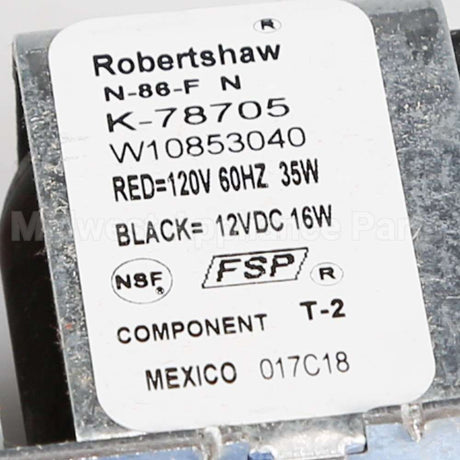 ®
Robertshaw
N-86-F N
K-78705
W10853040
RED=120V 60HZ 35W
BLACK= 12VDC 16W
NSF® FSP ®
COMPONENT T-2
MEXICO 017C18